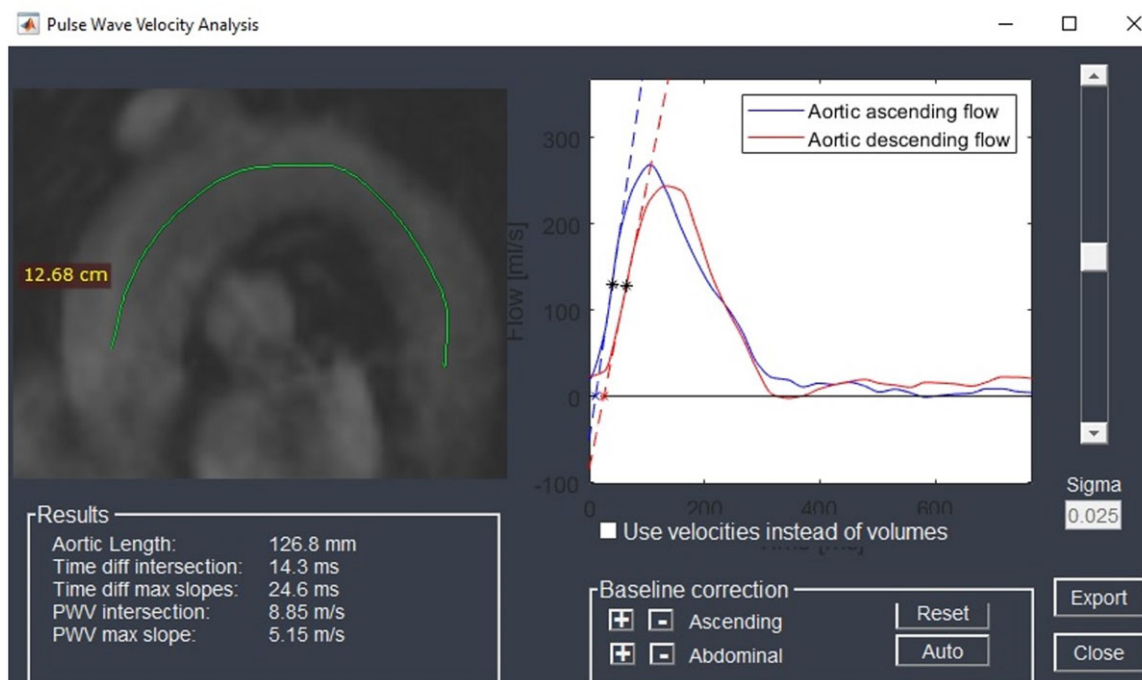 Pulse Wave Velocity Analysis
12.68 cm
Aortic ascending flow
Aortic descending flow
Flow [ml/s]
300
200
100
0
-100
0
200
400
600
Time [ms]
Use velocities instead of volumes
Sigma
0.025
Results
Aortic Length: 126.8 mm
Time diff intersection: 14.3 ms
Time diff max slopes: 24.6 ms
PWV intersection: 8.85 m/s
PWV max slope: 5.15 m/s
Baseline correction
+ - Ascending
+ - Abdominal
Reset
Auto
Export
Close